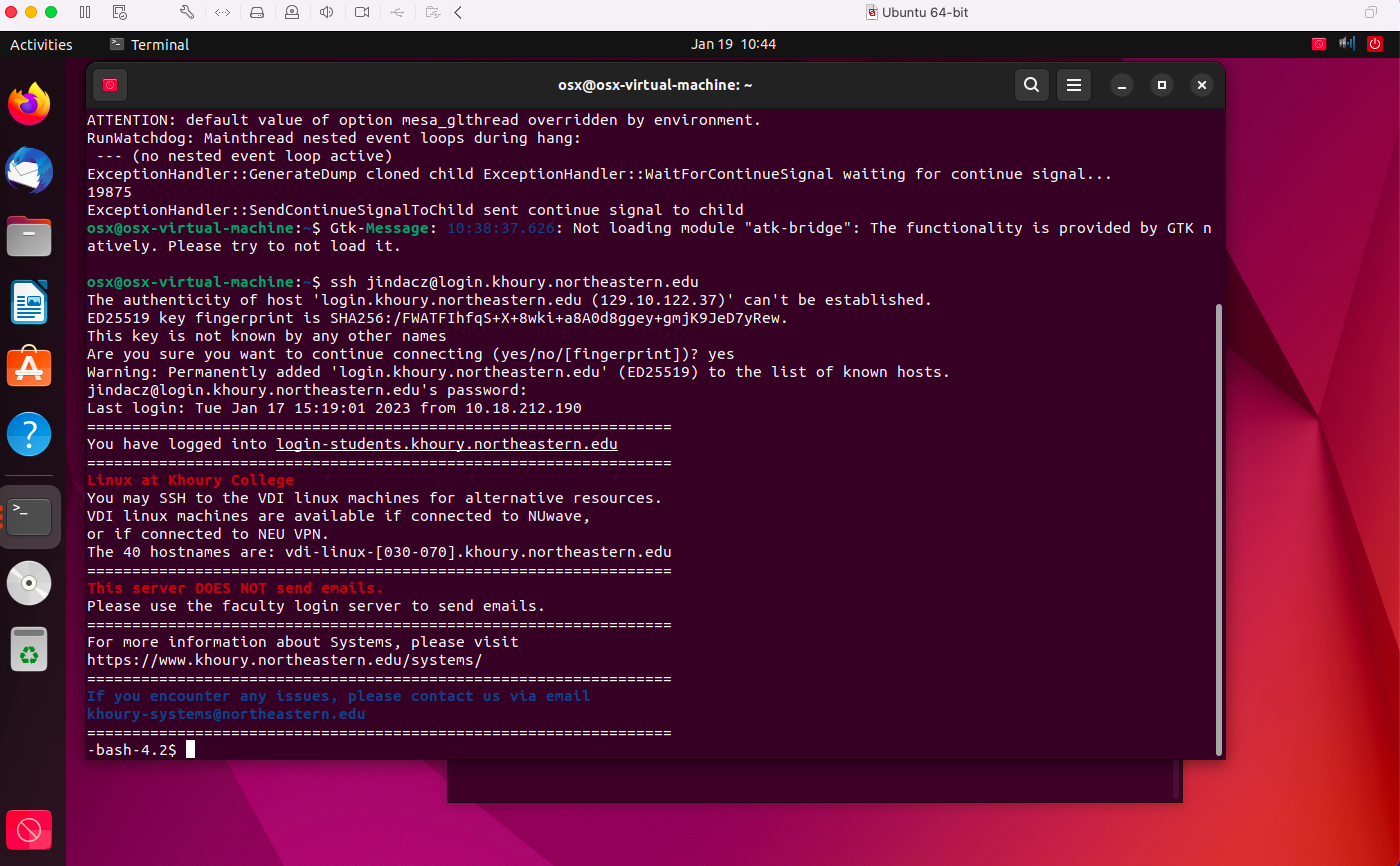 Ubuntu 64-bit
Activities
Terminal
Jan 19 10:44
osx@osx-virtual-machine: ~
ATTENTION: default value of option mesa_glthread overridden by environment.
RunWatchdog: Mainthread nested event loops during hang:
--- (no nested event loop active)
ExceptionHandler::GenerateDump cloned child ExceptionHandler::WaitForContinueSignal waiting for continue signal...
19875
ExceptionHandler::SendContinueSignalToChild sent continue signal to child
osx@osx-virtual-machine:~$ Gtk-Message: 10:38:37.626: Not loading module "atk-bridge": The functionality is provided by GTK n
atively. Please try to not load it.
osx@osx-virtual-machine:~$ ssh jindacz@login.khoury.northeastern.edu
The authenticity of host 'login.khoury.northeastern.edu (129.10.122.37)' can't be established.
ED25519 key fingerprint is SHA256:/FWATFIhfqS+X+8wki+a8A0d8ggey+gmjK9JeD7yRew.
This key is not known by any other names
Are you sure you want to continue connecting (yes/no/[fingerprint])? yes
Warning: Permanently added 'login.khoury.northeastern.edu' (ED25519) to the list of known hosts.
jindacz@login.khoury.northeastern.edu's password:
Last login: Tue Jan 17 15:19:01 2023 from 10.18.212.190
=================================================================
You have logged into login-students.khoury.northeastern.edu
=================================================================
Linux at Khoury College
You may SSH to the VDI linux machines for alternative resources.
VDI linux machines are available if connected to NUwave,
or if connected to NEU VPN.
The 40 hostnames are: vdi-linux-[030-070].khoury.northeastern.edu
=================================================================
This server DOES NOT send emails.
Please use the faculty login server to send emails.
=================================================================
For more information about Systems, please visit
https://www.khoury.northeastern.edu/systems/
=================================================================
If you encounter any issues, please contact us via email
khoury-systems@northeastern.edu
=================================================================
-bash-4.2$